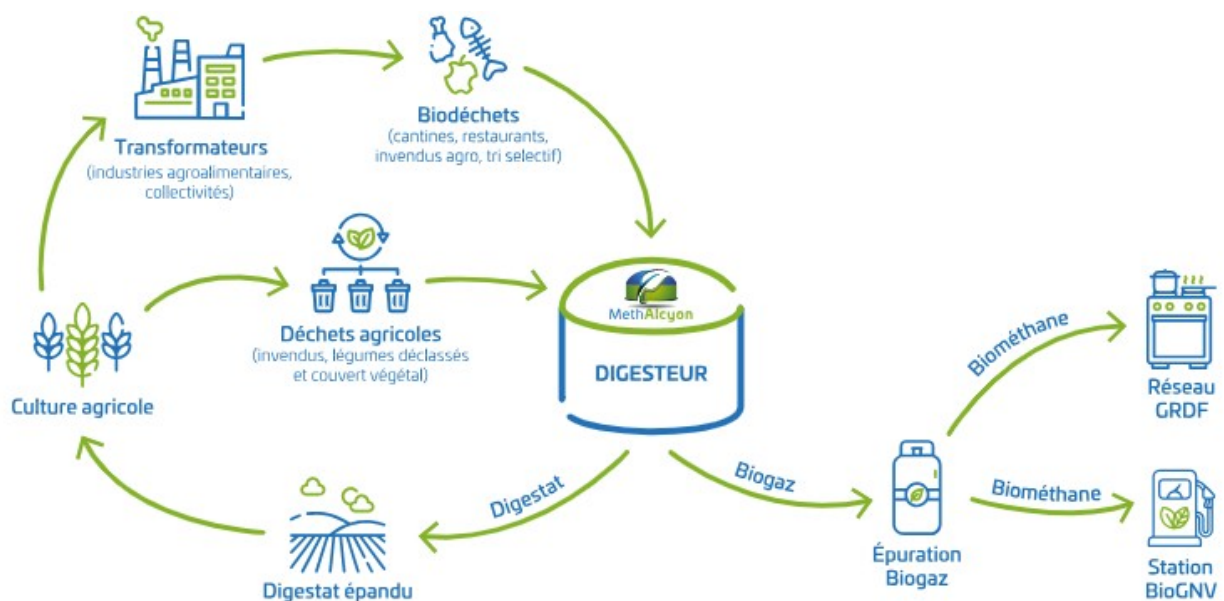 Transformateurs
(industries agroalimentaires,
collectivités)
Biodéchets
(cantines, restaurants,
invendus agro, tri selectif)
Culture agricole
Déchets agricoles
(invendus, légumes déclassés
et couvert végétal)
MethAlcyon
DIGESTEUR
Digestat
Digestat épandu
Biogaz
Épuration
Biogaz
Biométhane
Réseau
GRDF
Biométhane
Station
BioGNV